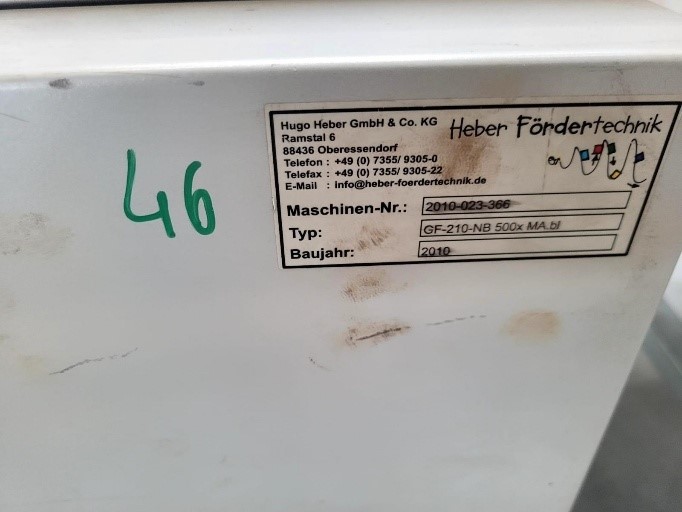 46
Hugo Heber GmbH & Co. KG
Ramstal 6
88436 Oberessendorf
Telefon : +49 (0) 7355/ 9305-0
Telefax : +49 (0) 7355/ 9305-22
E-Mail : info@heber-foerdertechnik.de
Heber Fördertechnik
Maschinen-Nr.: 2010-023-366
Typ: GF-210-NB 500x MA.bl
Baujahr: 2010